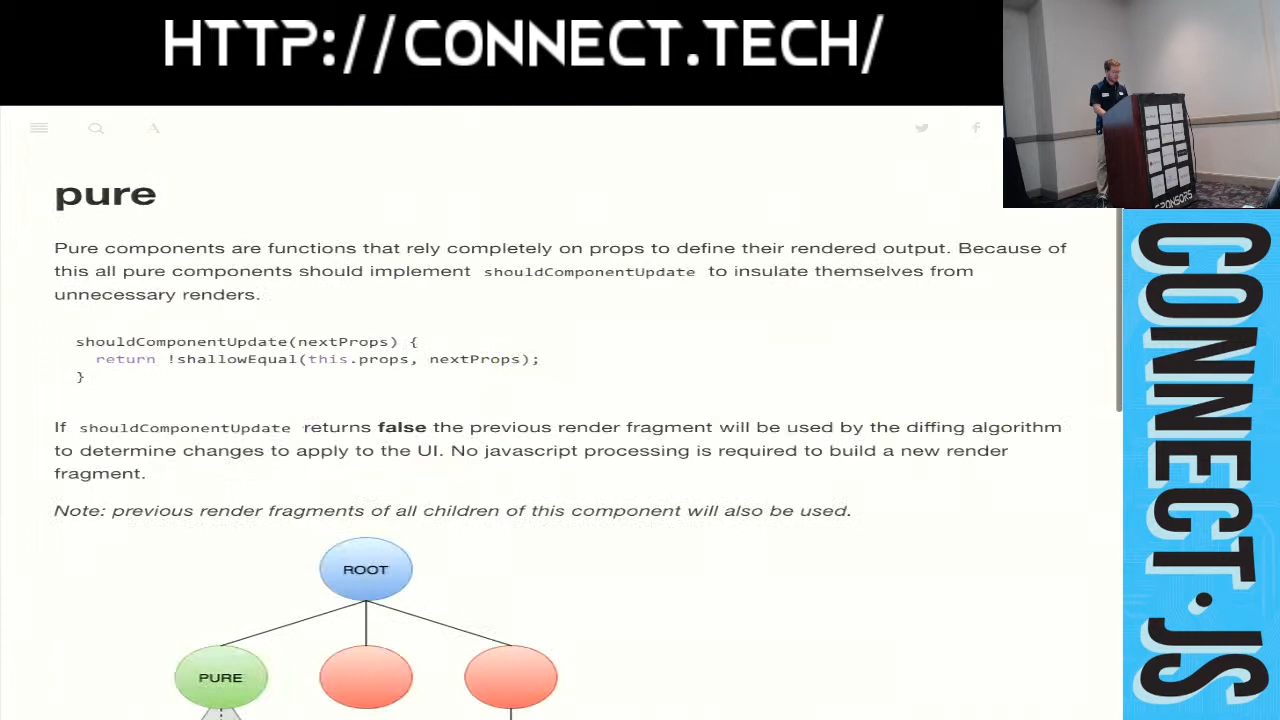 HTTP://CONNECT.TECH/
pure
Pure components are functions that rely completely on props to define their rendered output. Because of
this all pure components should implement shouldComponentUpdate to insulate themselves from
unnecessary renders.
shouldComponentUpdate(nextProps) {
return !shallowEqual(this.props, nextProps);
}
If shouldComponentUpdate returns false the previous render fragment will be used by the diffing algorithm
to determine changes to apply to the UI. No javascript processing is required to build a new render
fragment.
Note: previous render fragments of all children of this component will also be used.
ROOT
PURE
SPONSORS
CONNECT.JS